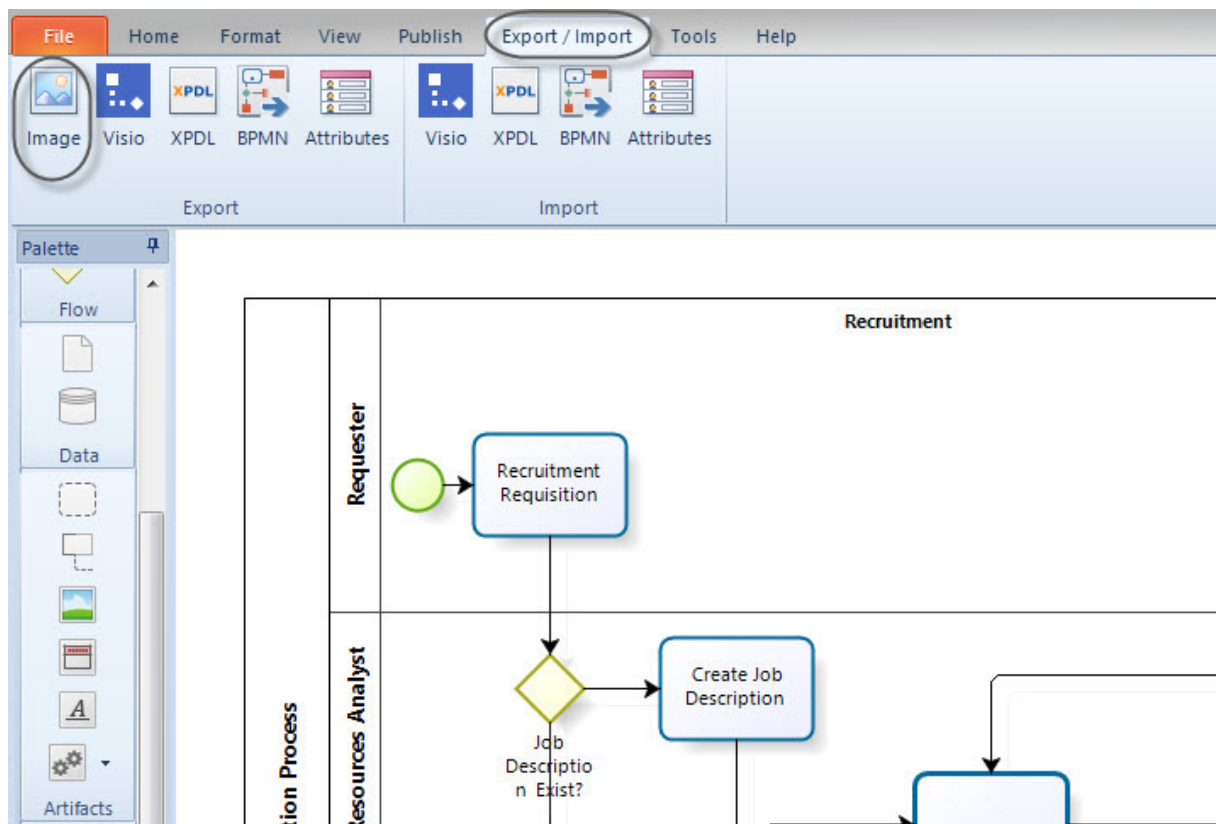 File Home Format View Publish Export / Import Tools Help
XPDL XPDL
Image Visio XPDL BPMN Attributes Visio XPDL BPMN Attributes
Export Import
Palette
Flow
Data
Artifacts
Recruitment
Requester
Recruitment
Requisition
Resources Analyst
tion Process
Create Job
Description
Job
Descriptio
n Exist?
A